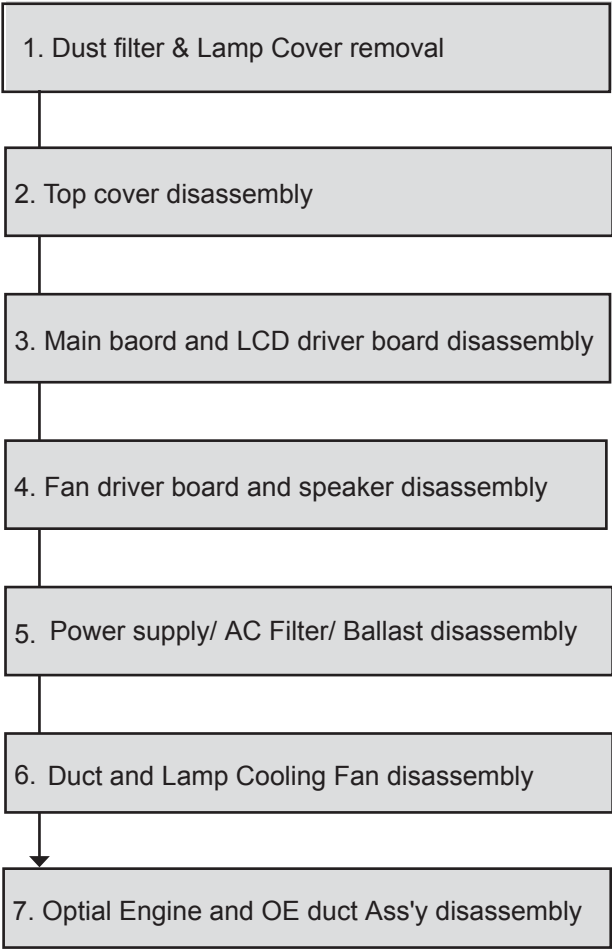 1. Dust filter & Lamp Cover removal
2. Top cover disassembly
3. Main baord and LCD driver board disassembly
4. Fan driver board and speaker disassembly
5. Power supply/ AC Filter/ Ballast disassembly
6. Duct and Lamp Cooling Fan disassembly
7. Optial Engine and OE duct Ass'y disassembly